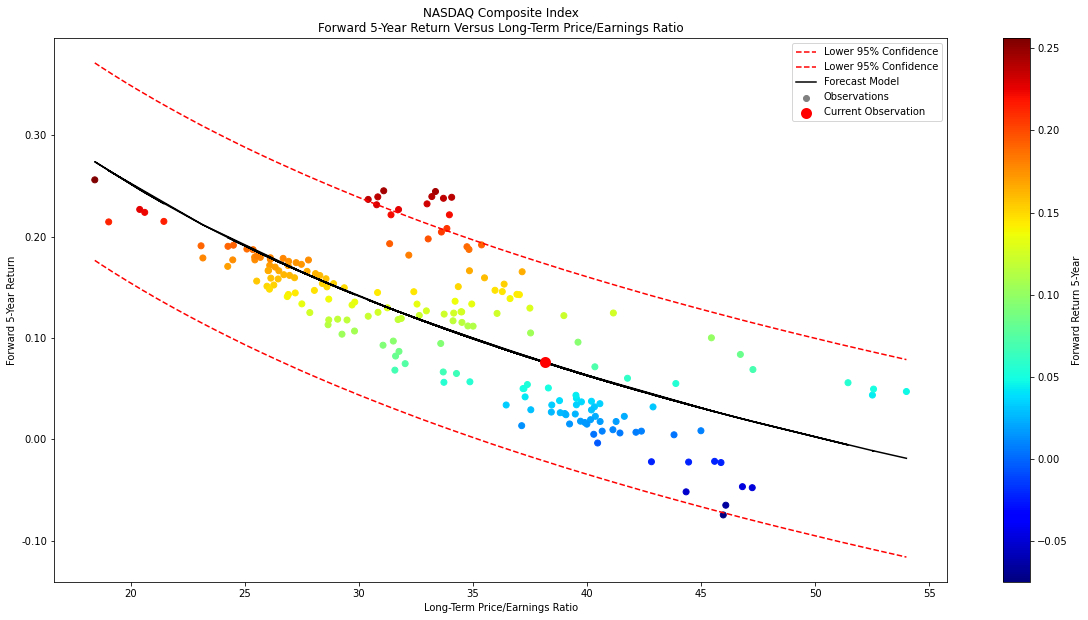 NASDAQ Composite Index
Forward 5-Year Return Versus Long-Term Price/Earnings Ratio
Lower 95% Confidence
Lower 95% Confidence
Forecast Model
Observations
Current Observation
Forward 5-Year Return
0.30
0.20
0.10
0.00
-0.10
20
25
30
35
40
45
50
55
Long-Term Price/Earnings Ratio
0.25
0.20
0.15
0.10
0.05
0.00
−0.05
Forward Return 5-Year